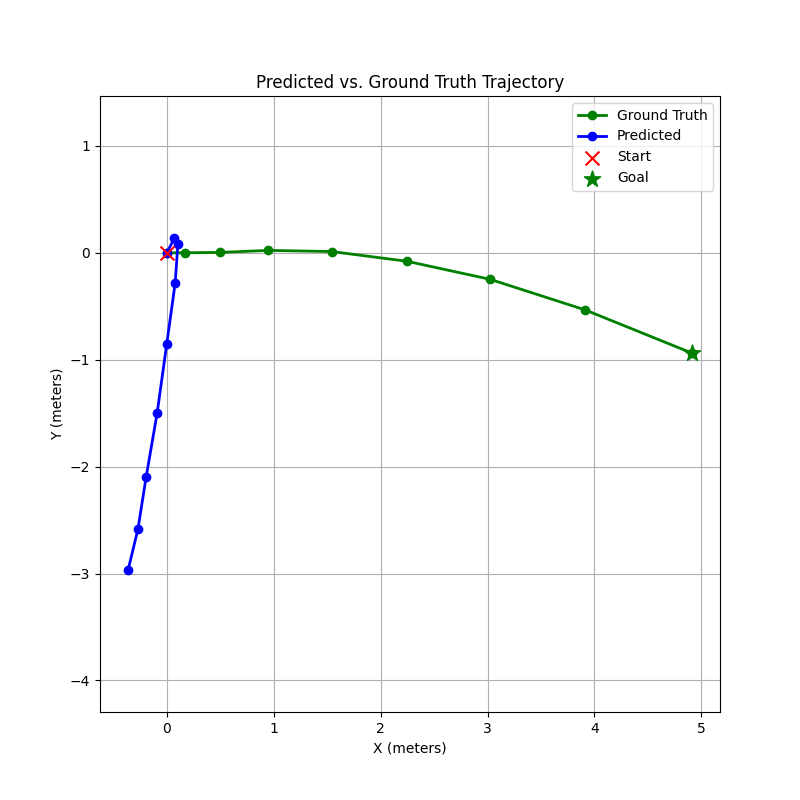 Predicted vs. Ground Truth Trajectory
Ground Truth
Predicted
Start
Goal
1
0
−1
−2
−3
−4
Y (meters)
0 1 2 3 4 5
X (meters)